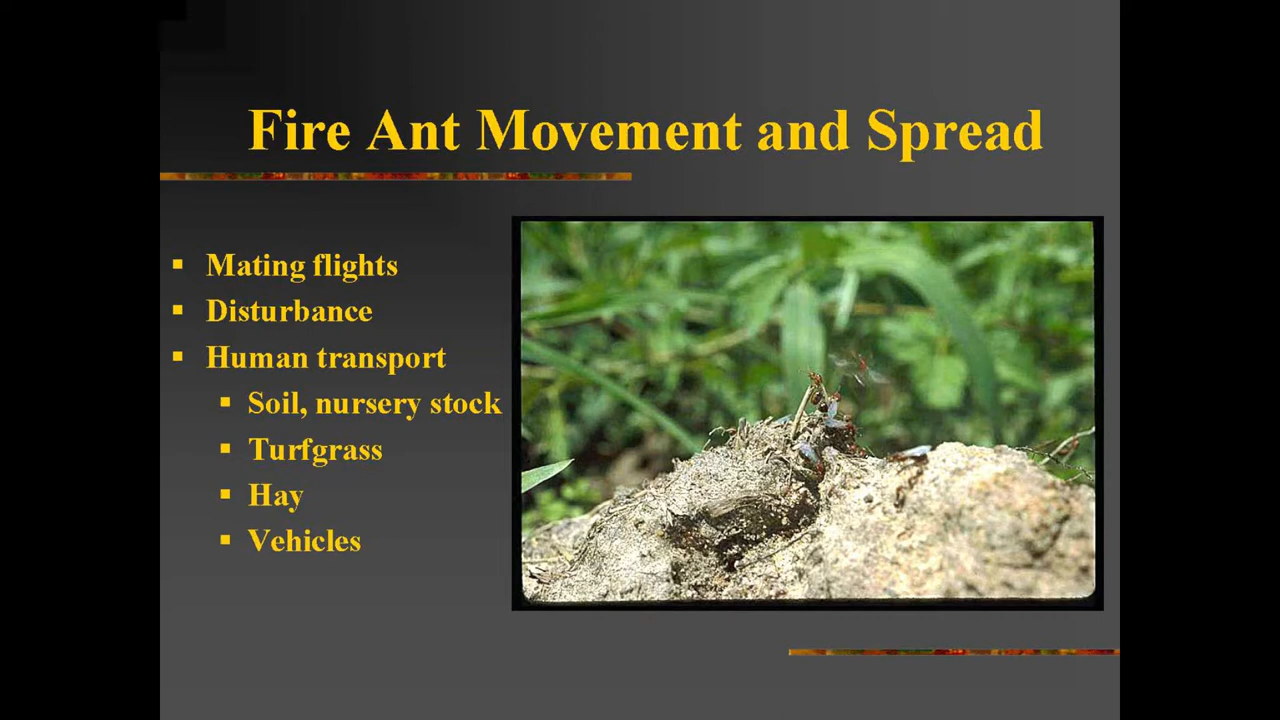 Fire Ant Movement and Spread
Mating flights
Disturbance
Human transport
Soil, nursery stock
Turfgrass
Hay
Vehicles